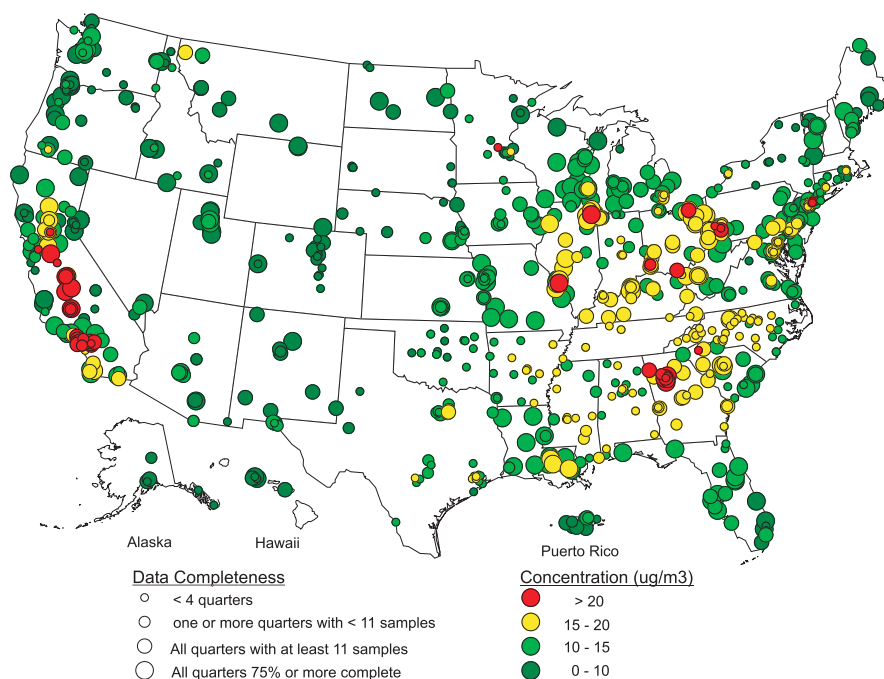 Alaska
Hawaii
Puerto Rico
Data Completeness
< 4 quarters
one or more quarters with < 11 samples
All quarters with at least 11 samples
All quarters 75% or more complete
Concentration (ug/m3)
> 20
15 - 20
10 - 15
0 - 10